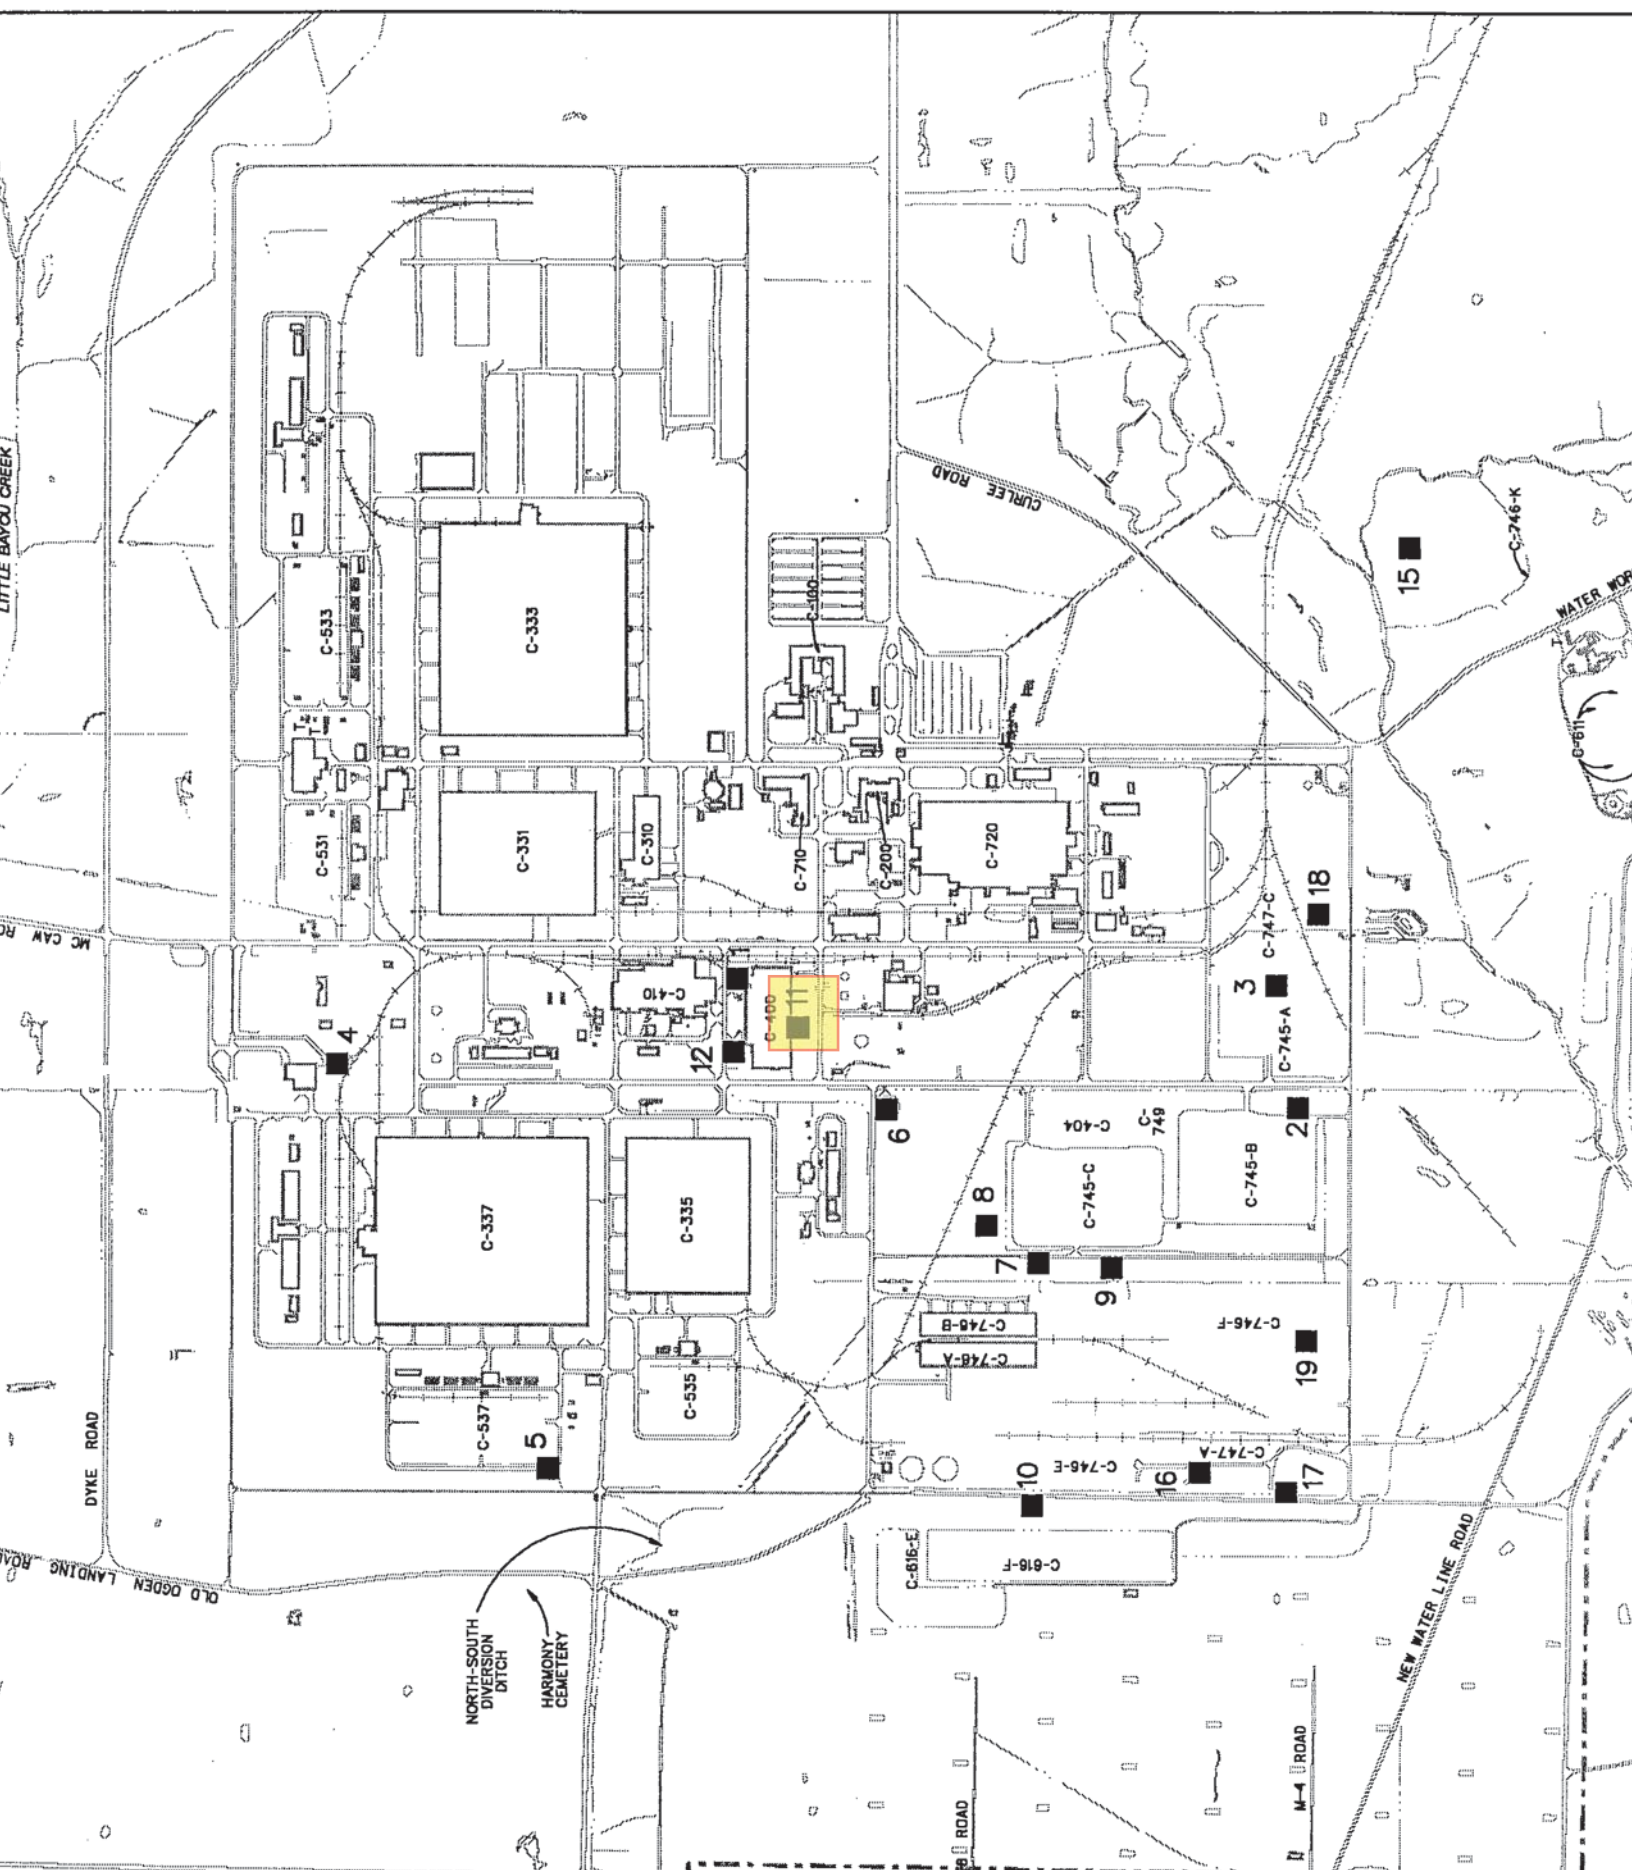 LITTLE BAYOU CREEK
CURLEE ROAD
C-746-K
15
WATER WOR
C-100
C-533
C-333
C-611
C-531
C-331
C-310
C-710
C-200
C-720
18
C-747-C
MC CAW RO
C-410
C-400
11
3
C-745-A
4
12
6
C-404
C-
749
2
C-745-C
C-745-B
8
C-337
C-335
7
9
C-746-B
C-746-A
C-746-F
19
C-535
C-537
5
DYKE ROAD
C-747-A
C-746-E
16
10
17
OLD OGDEN LANDING ROAD
C-616-E
C-616-F
NEW WATER LINE ROAD
NORTH-SOUTH
DIVERSION
DITCH
HARMONY
CEMETERY
ROAD
M-4 ROAD